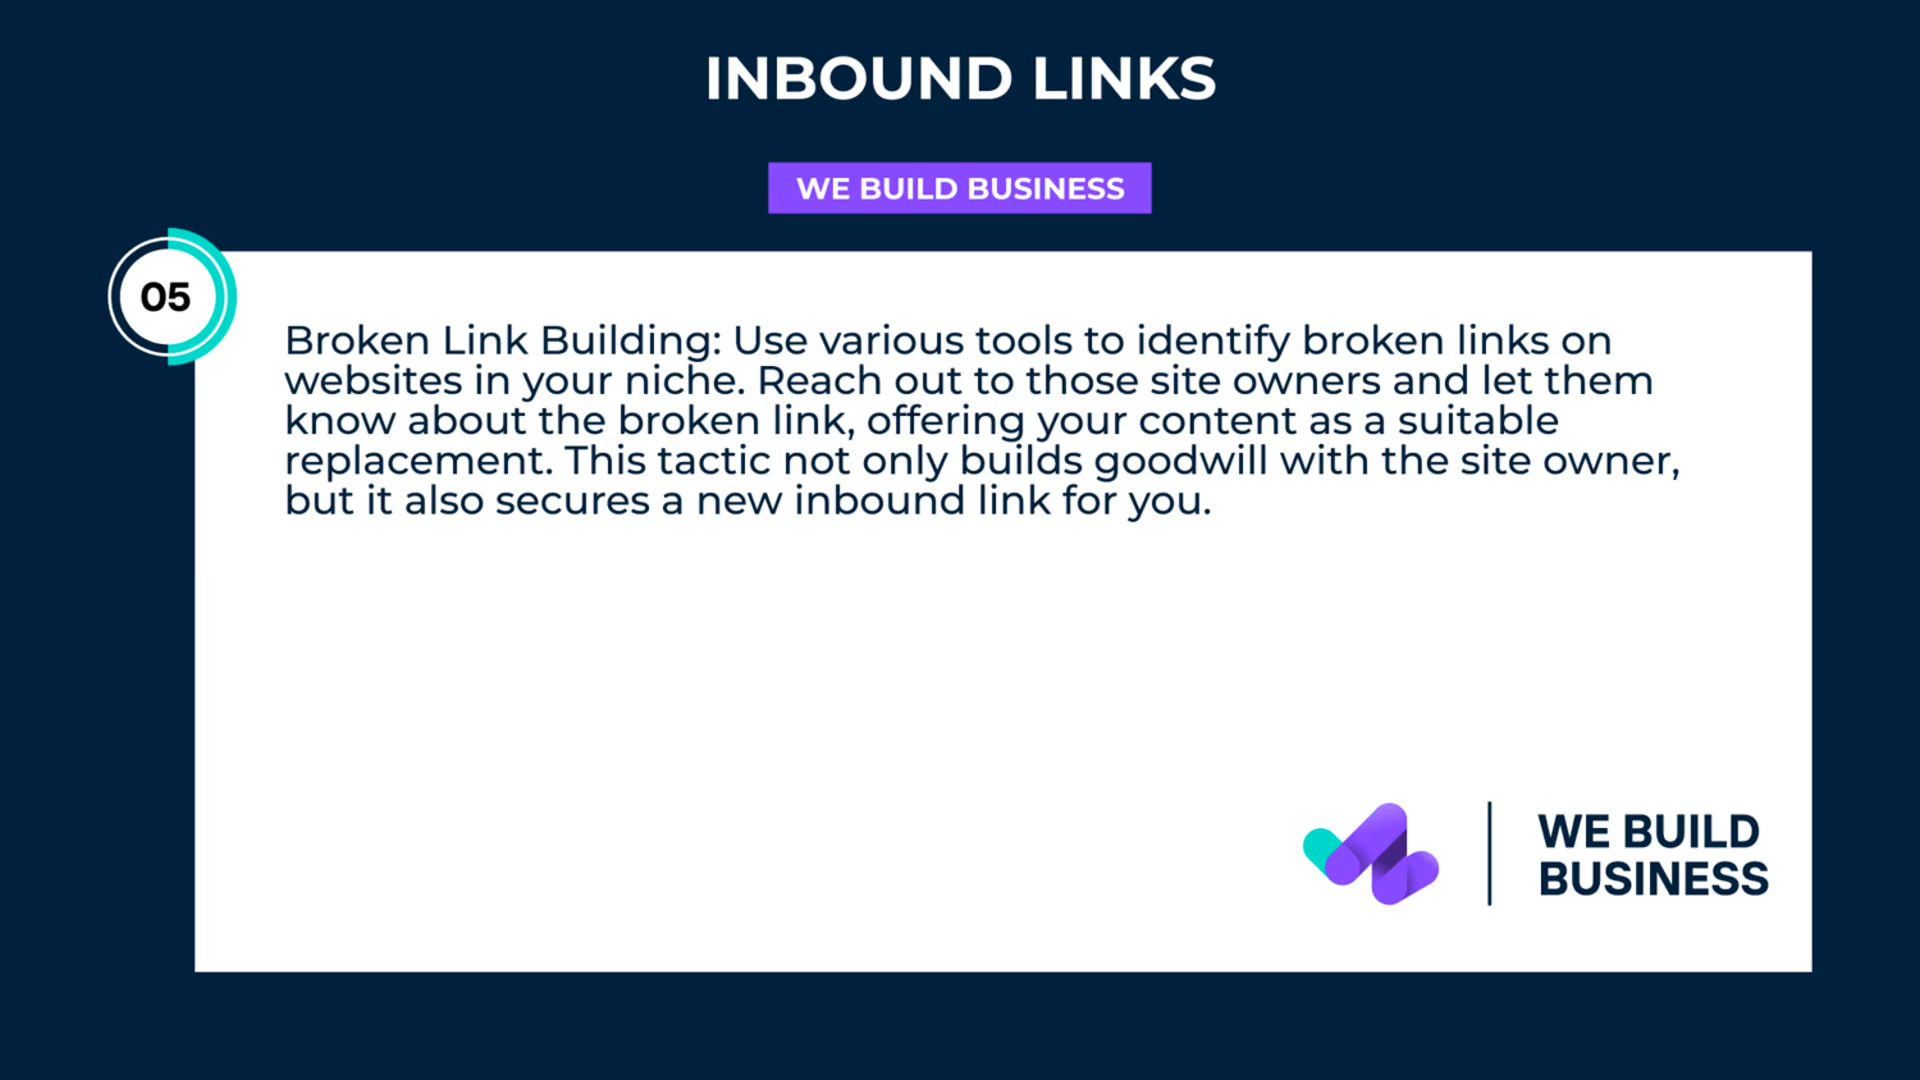 INBOUND LINKS
WE BUILD BUSINESS
05
Broken Link Building: Use various tools to identify broken links on
websites in your niche. Reach out to those site owners and let them
know about the broken link, offering your content as a suitable
replacement. This tactic not only builds goodwill with the site owner,
but it also secures a new inbound link for you.
WE BUILD
BUSINESS